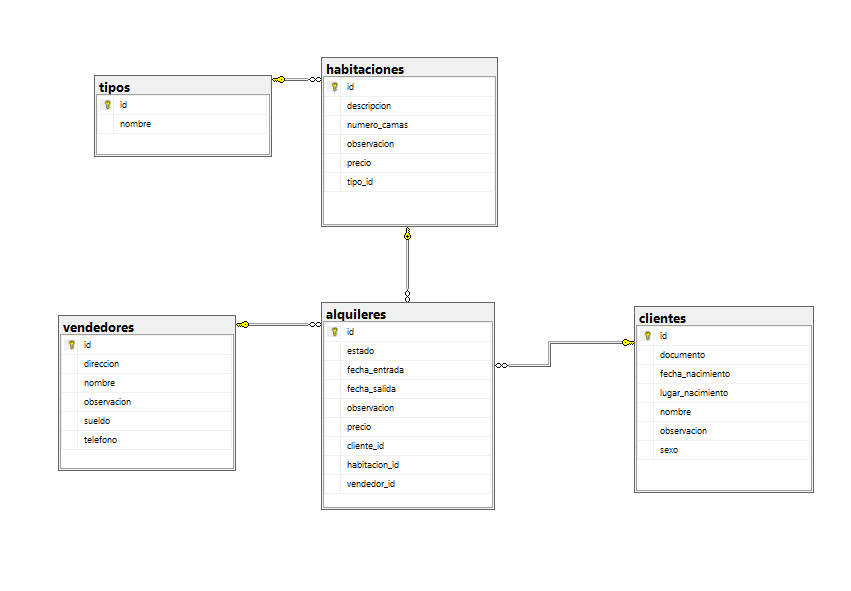 tipos
id
nombre
habitaciones
id
descripcion
numero_camas
observacion
precio
tipo_id
vendedores
id
direccion
nombre
observacion
sueldo
telefono
alquileres
id
estado
fecha_entrada
fecha_salida
observacion
precio
cliente_id
habitacion_id
vendedor_id
clientes
id
documento
fecha_nacimiento
lugar_nacimiento
nombre
observacion
sexo